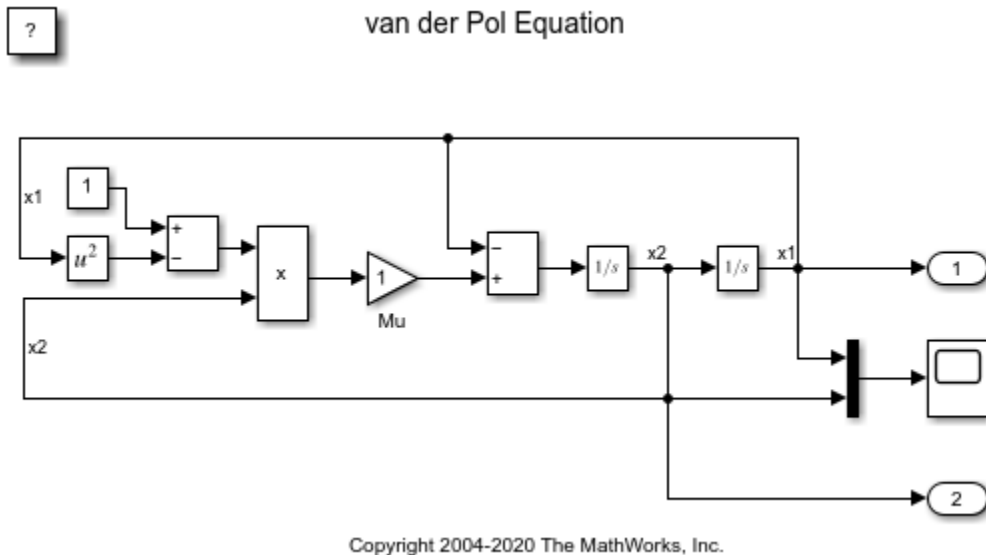 ?
van der Pol Equation
x1
1
+
−
u²
x
1
Mu
−
+
1/s
x2
1/s
x1
1
x2
2
Copyright 2004-2020 The MathWorks, Inc.